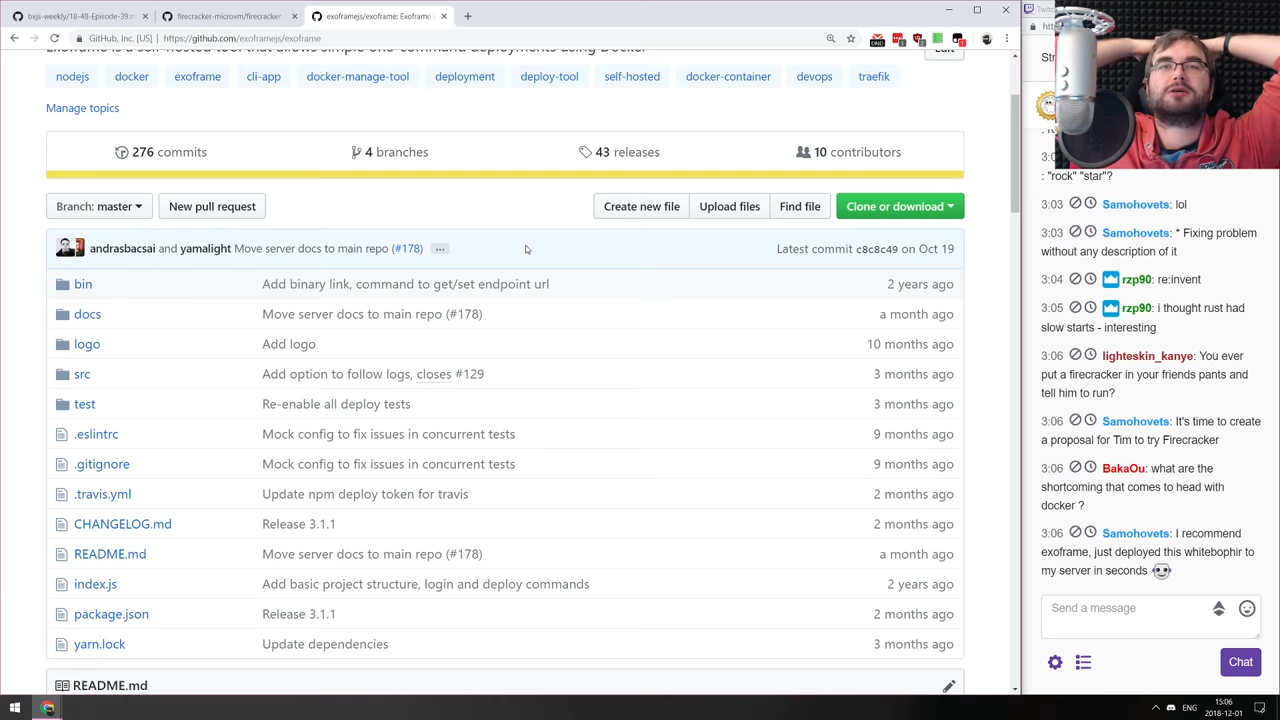 bxjs-weekly/18-48-Episode-39.m
firecracker-microvm/firecracker
exoframejs/exoframe: Exoframe
GitHub, Inc. [US]
https://github.com/exoframejs/exoframe
Edit
nodejs docker exoframe cli-app docker-manage-tool deployment deploy-tool self-hosted docker-container devops traefik
Manage topics
276 commits 4 branches 43 releases 10 contributors
Branch: master New pull request Create new file Upload files Find file Clone or download
andrasbacsai and yamalight Move server docs to main repo (#178) ... Latest commit c8c8c49 on Oct 19
bin Add binary link, command to get/set endpoint url 2 years ago
docs Move server docs to main repo (#178) a month ago
logo Add logo 10 months ago
src Add option to follow logs, closes #129 3 months ago
test Re-enable all deploy tests 3 months ago
.eslintrc Mock config to fix issues in concurrent tests 9 months ago
.gitignore Mock config to fix issues in concurrent tests 9 months ago
.travis.yml Update npm deploy token for travis 2 months ago
CHANGELOG.md Release 3.1.1 2 months ago
README.md Move server docs to main repo (#178) a month ago
index.js Add basic project structure, login and deploy commands 2 years ago
package.json Release 3.1.1 2 months ago
yarn.lock Update dependencies 3 months ago
README.md
: "rock" "star"?
3:03 Samohovets: lol
3:03 Samohovets: * Fixing problem
without any description of it
3:04 rzp90: re:invent
3:05 rzp90: i thought rust had
slow starts - interesting
3:06 lighteskin_kanye: You ever
put a firecracker in your friends pants and
tell him to run?
3:06 Samohovets: It's time to create
a proposal for Tim to try Firecracker
3:06 BakaOu: what are the
shortcoming that comes to head with
docker ?
3:06 Samohovets: I recommend
exoframe, just deployed this whitebophir to
my server in seconds
Send a message
Chat
ENG
15:06
2018-12-01